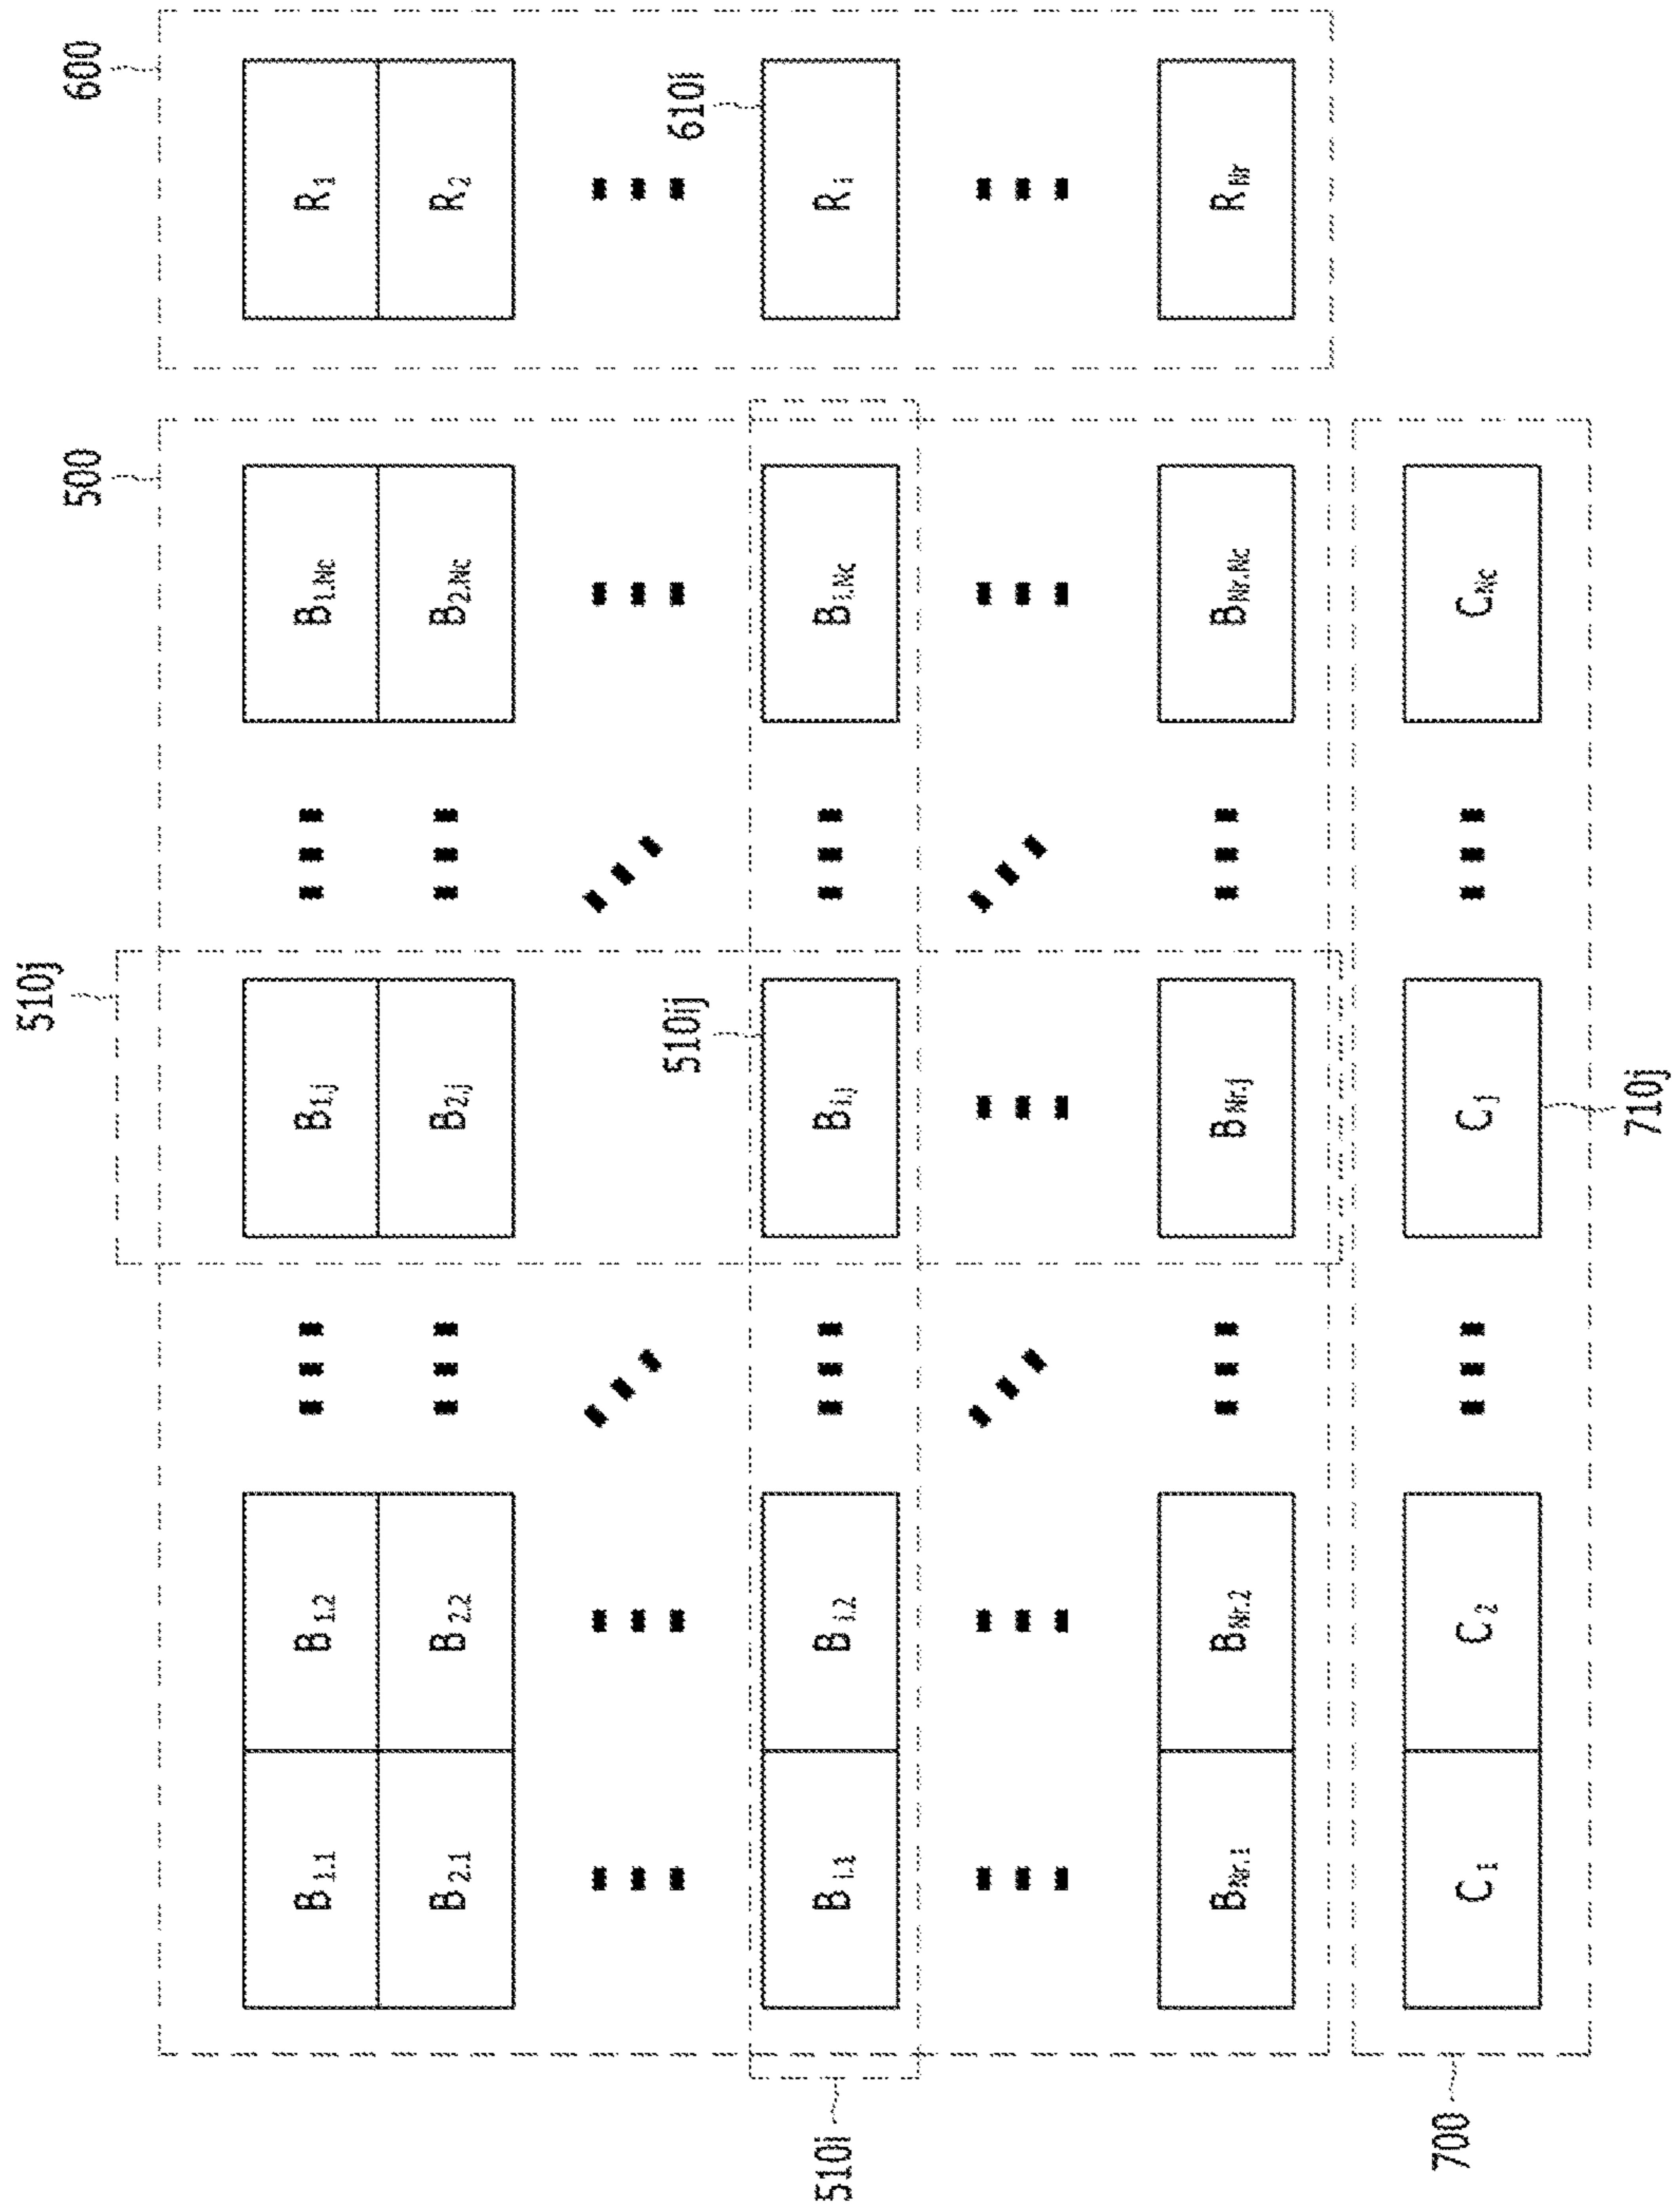 500
600
510j
B1,1 B1,2 B1,j B1,Nc R1
B2,1 B2,2 B2,j B2,Nc R2
510ij
610i
510i
Bi,1 Bi,2 Bi,j Bi,Nc Ri
BNr,1 BNr,2 BNr,j BNr,Nc RNr
700
C1 C2 Cj CNc
710j